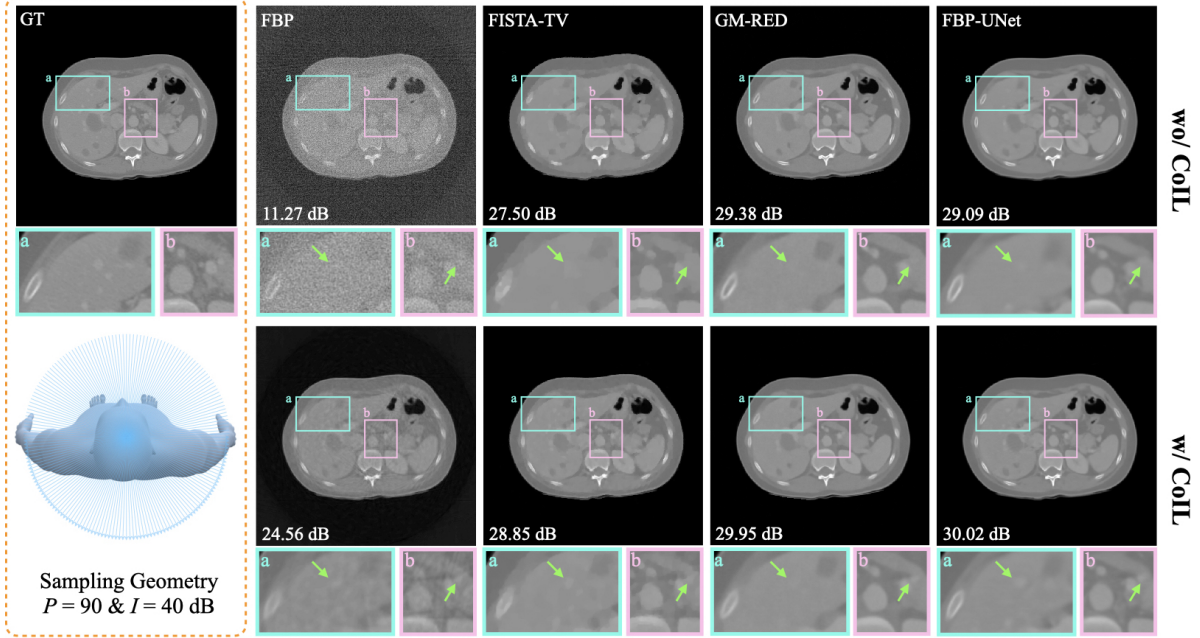 GT
FBP
FISTA-TV
GM-RED
FBP-UNet
a
b
a
b
a
b
a
b
a
b
11.27 dB
27.50 dB
29.38 dB
29.09 dB
wo/ CoIL
a
b
a
b
a
b
a
b
a
b
a
b
a
b
a
b
a
b
24.56 dB
28.85 dB
29.95 dB
30.02 dB
w/ CoIL
a
b
a
b
a
b
a
b
Sampling Geometry
P = 90 & I = 40 dB